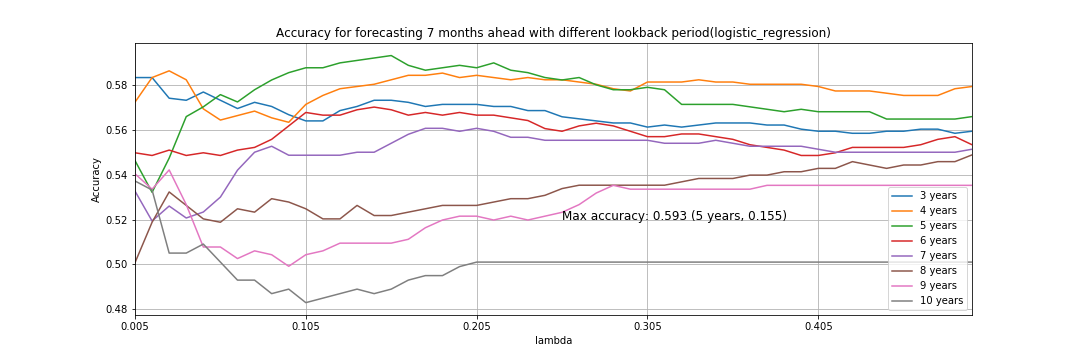 Accuracy for forecasting 7 months ahead with different lookback period(logistic_regression)
Accuracy
0.58
0.56
0.54
0.52
0.50
0.48
Max accuracy: 0.593 (5 years, 0.155)
3 years
4 years
5 years
6 years
7 years
8 years
9 years
10 years
0.005 0.105 0.205 0.305 0.405
lambda